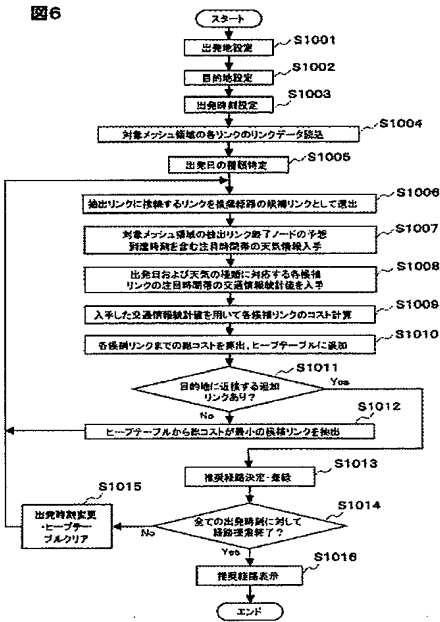 図6
スタート
出発地設定
S1001
目的地設定
S1002
出発時刻設定
S1003
対象メッシュ領域の各リンクのリンクデータ読込
S1004
出発日の種類特定
S1005
抽出リンクに接続するリンクを推奨経路の候補リンクとして選出
S1006
対象メッシュ領域の抽出リンク終了ノードの予想
到達時刻を含む注目時間帯の天気情報入手
S1007
出発日および天気の種類に対応する各候補
リンクの注目時間帯の交通情報統計値を入手
S1008
入手した交通情報統計値を用いて各候補リンクのコスト計算
S1009
各候補リンクまでの総コストを算出、ヒープテーブルに追加
S1010
目的地に近接する追加
リンクあり?
S1011
Yes
No
ヒープテーブルから総コストが最小の候補リンクを抽出
S1012
推奨経路決定・登録
S1013
全ての出発時刻に対して
経路探索終了?
S1014
No
Yes
出発時刻変更
・ヒープテー
ブルクリア
S1015
推奨経路表示
S1016
エンド